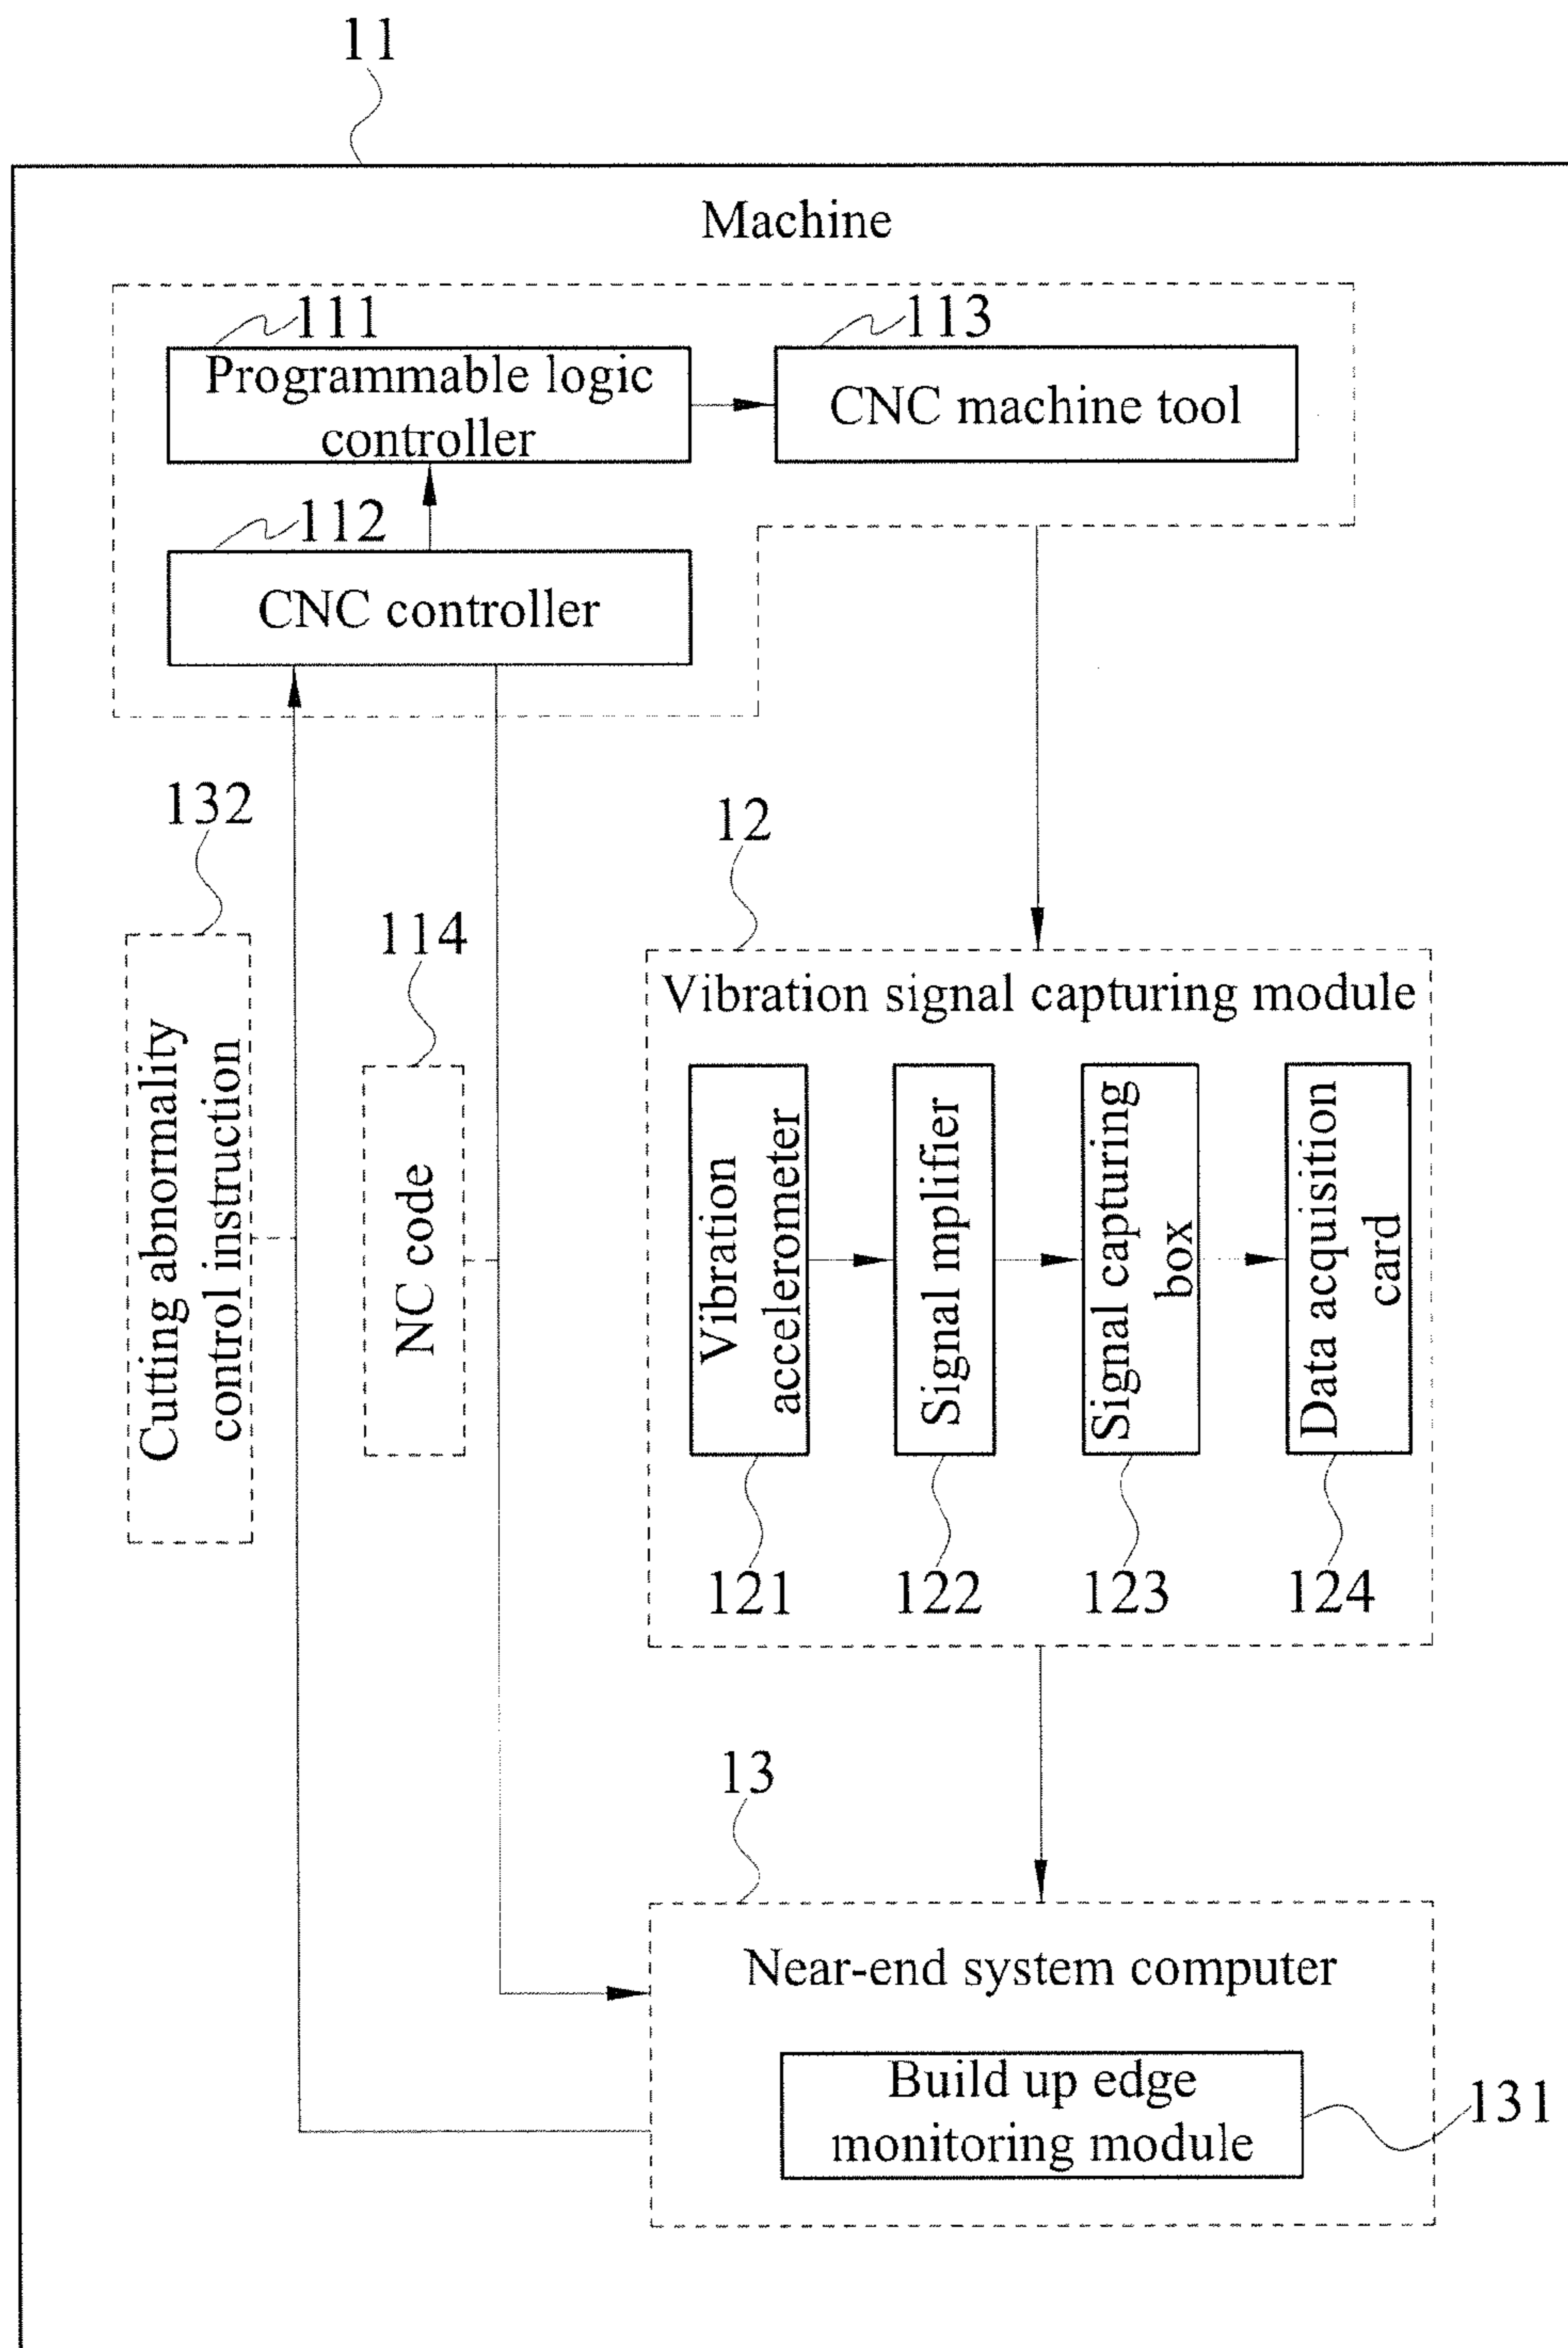 11
Machine
111
Programmable logic
controller
113
CNC machine tool
112
CNC controller
132
Cutting abnormality
control instruction
114
NC code
12
Vibration signal capturing module
Vibration
accelerometer
Signal mplifier
Signal capturing
box
Data acquisition
card
121
122
123
124
13
Near-end system computer
Build up edge
monitoring module
131